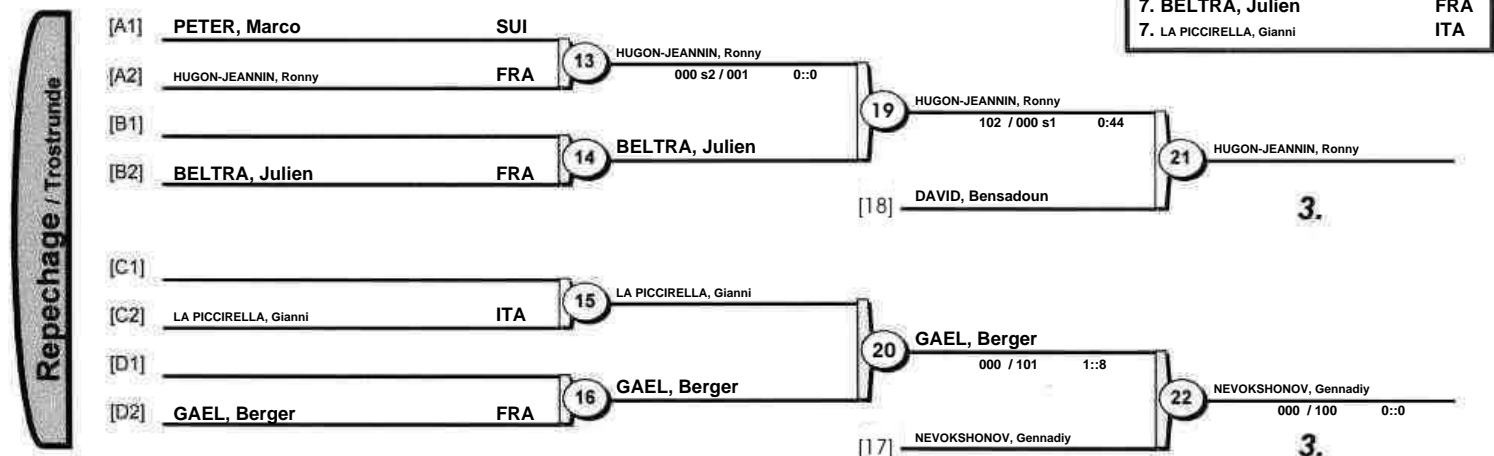 7. BELTRA, Julien FRA
7. LA PICCIRELLA, Gianni ITA
Repechage / Trostrunde
[A1] PETER, Marco SUI
13 HUGON-JEANNIN, Ronny
000 s2 / 001 0::0
[A2] HUGON-JEANNIN, Ronny FRA
19 HUGON-JEANNIN, Ronny
102 / 000 s1 0:44
[B1]
14 BELTRA, Julien
[B2] BELTRA, Julien FRA
21 HUGON-JEANNIN, Ronny
[18] DAVID, Bensadoun
3.
[C1]
15 LA PICCIRELLA, Gianni
[C2] LA PICCIRELLA, Gianni ITA
20 GAEL, Berger
000 / 101 1::8
[D1]
16 GAEL, Berger
[D2] GAEL, Berger FRA
22 NEVOKSHONOV, Gennadiy
000 / 100 0::0
[17] NEVOKSHONOV, Gennadiy
3.